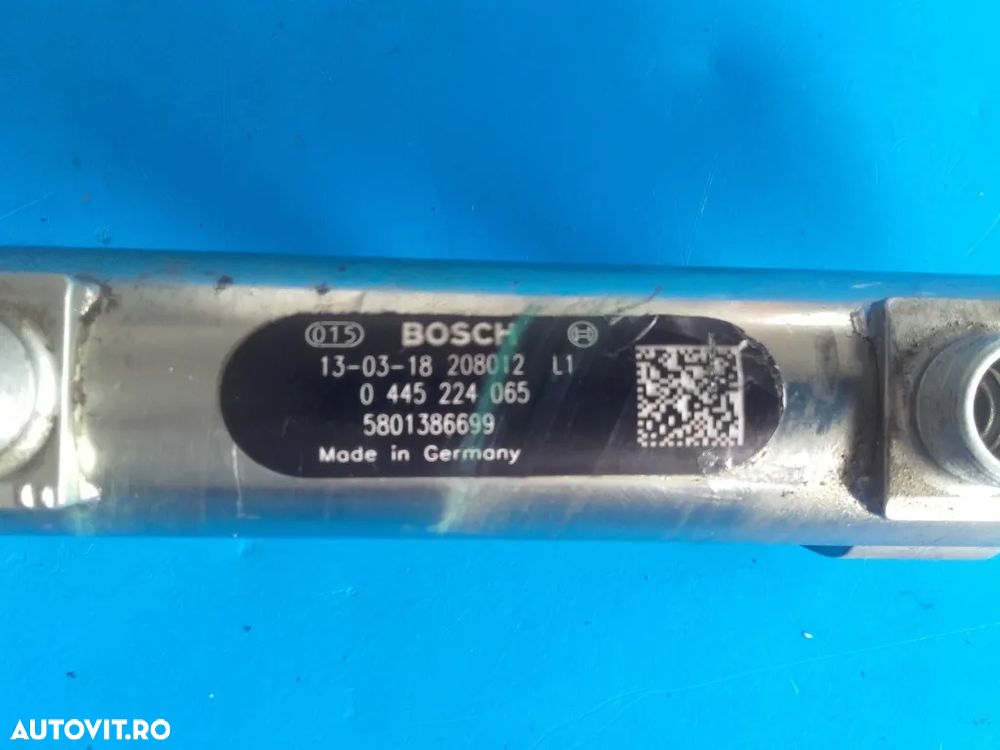 015 BOSCH
13-03-18 208012 L1
0 445 224 065
5801386699
Made in Germany
AUTOVIT.RO